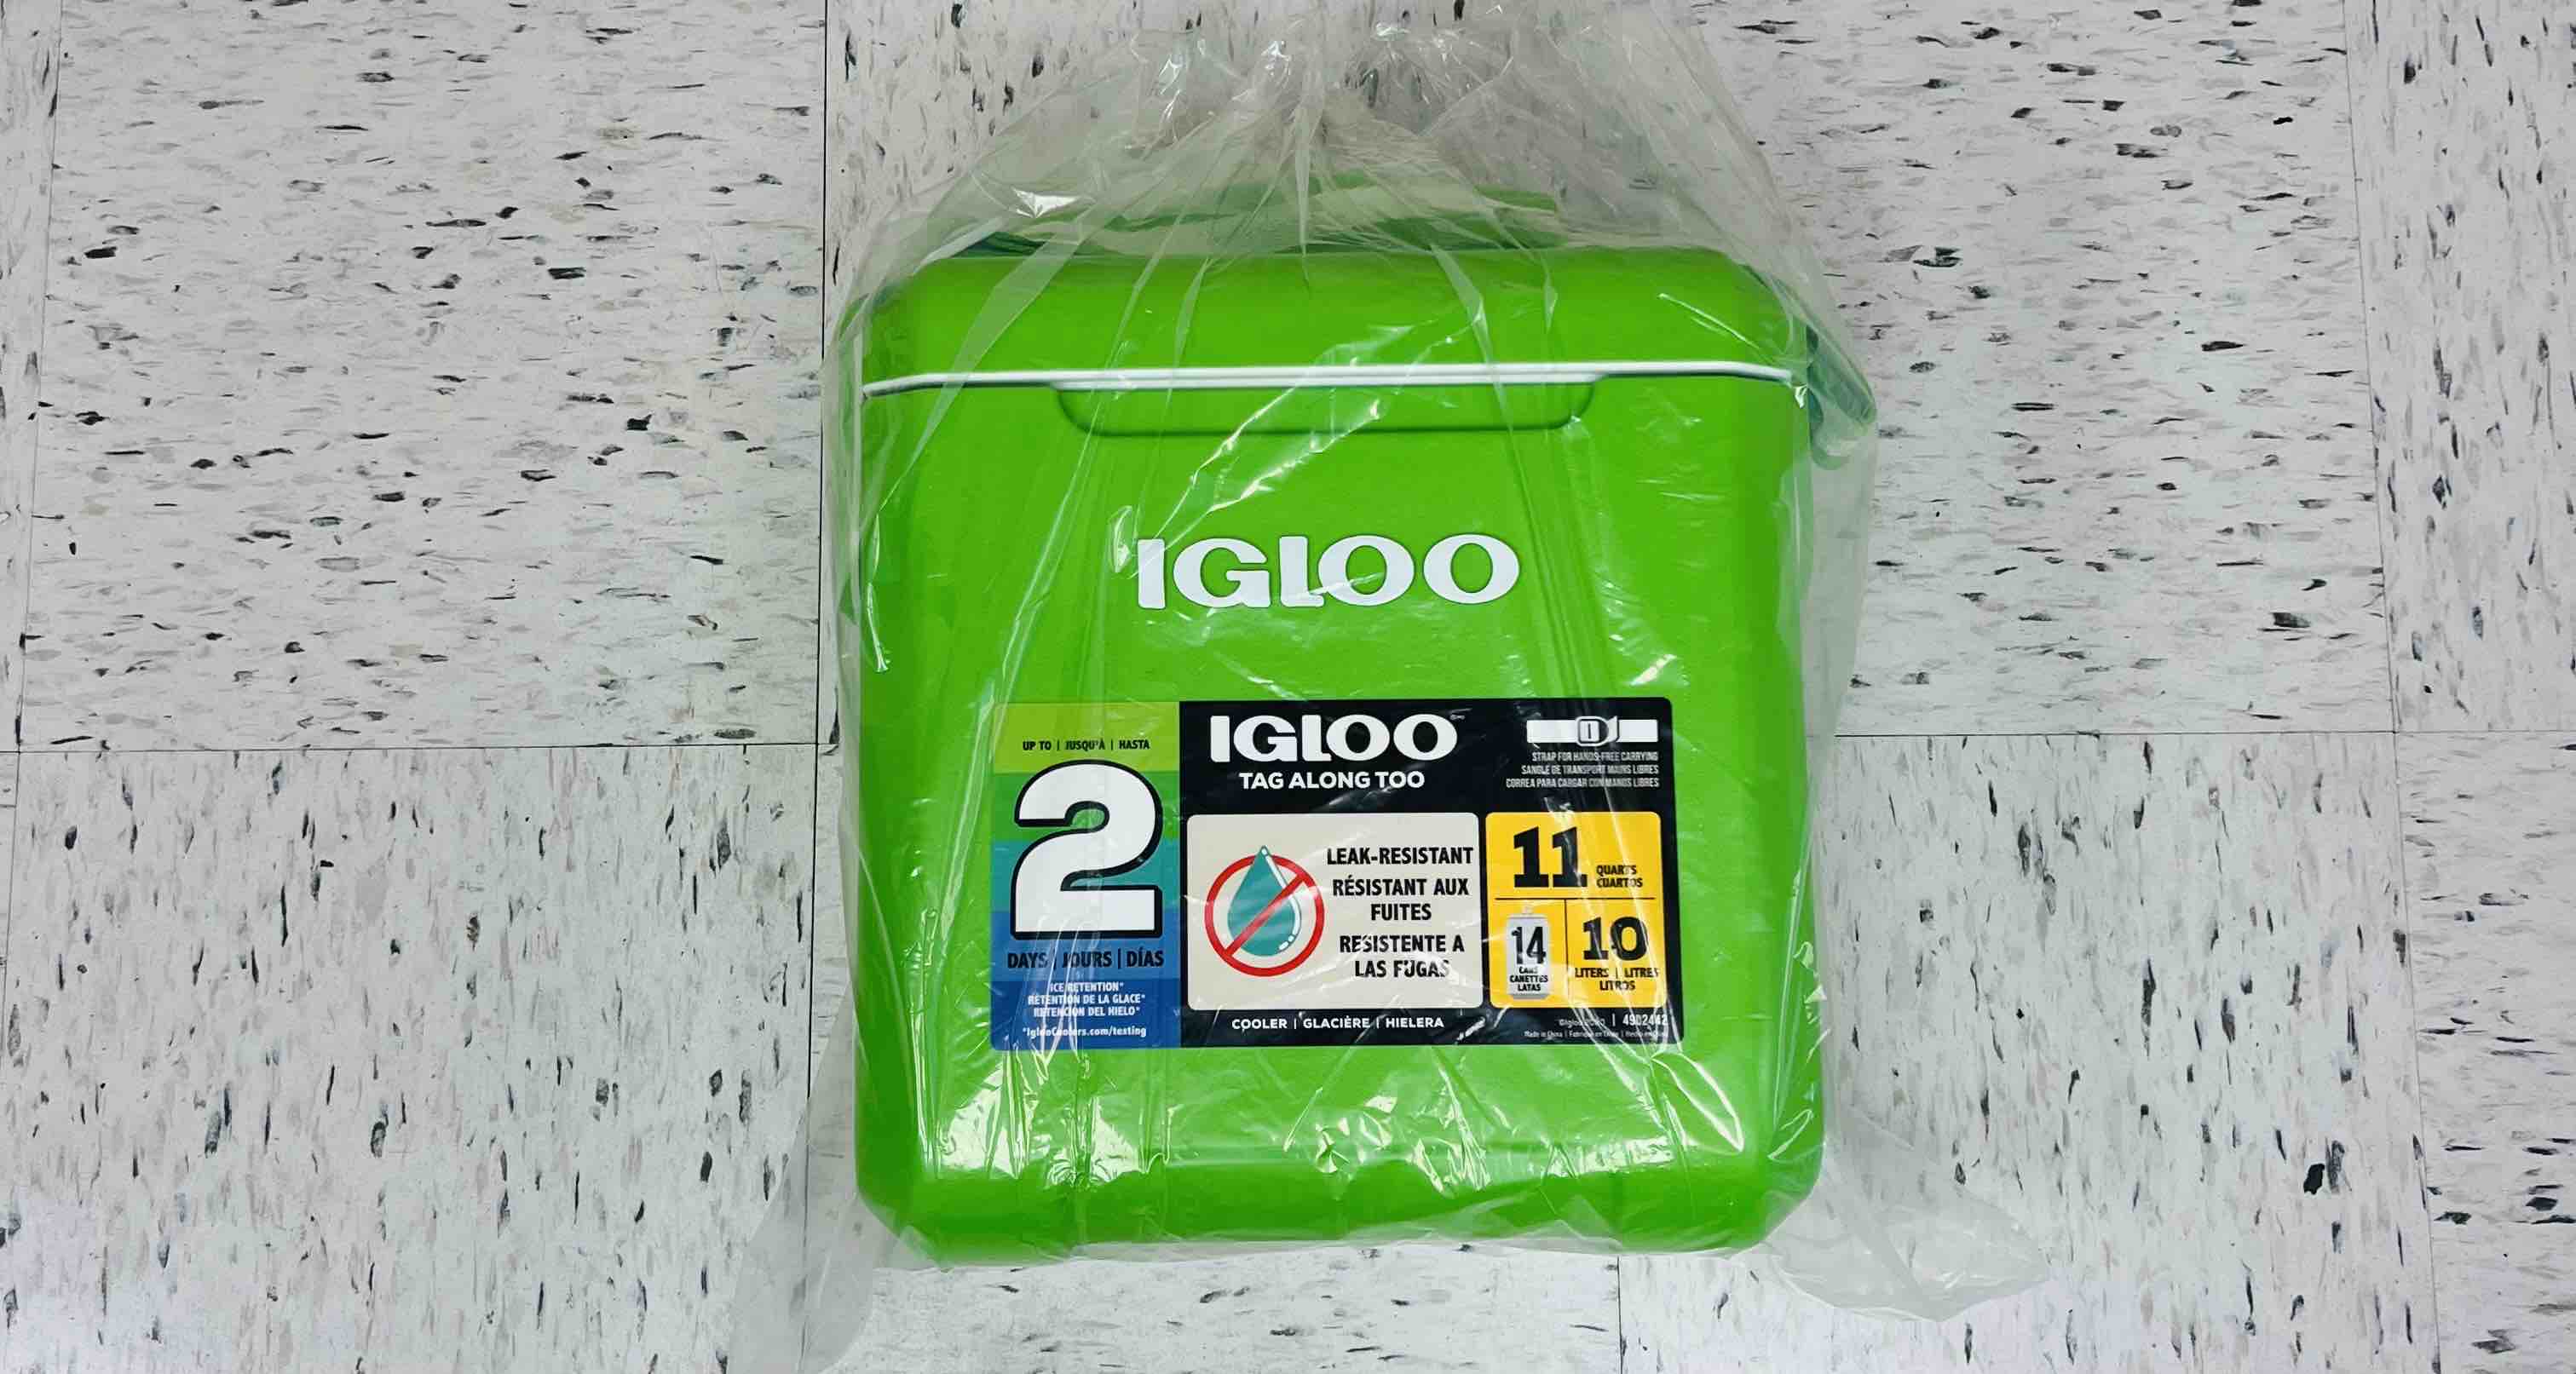 IGLOO
UP TO | JUSQU'À | HASTA
2
DAYS | JOURS | DÍAS
ICE RETENTION*
RÉTENTION DE LA GLACE*
RETENCIÓN DEL HIELO*
*IglooCoolers.com/testing
IGLOO
TAG ALONG TOO
STRAP FOR HANDS-FREE CARRYING
SANGLE DE TRANSPORT MAINS LIBRES
CORREA PARA CARGAR CON MANOS LIBRES
LEAK-RESISTANT
RÉSISTANT AUX
FUITES
RESISTENTE A
LAS FUGAS
11 QUARTS
CUARTOS
14
CANS
CANETTES
LATAS
10
LITERS | LITRES
LITROS
COOLER | GLACIÈRE | HIELERA
4902442
Made in China